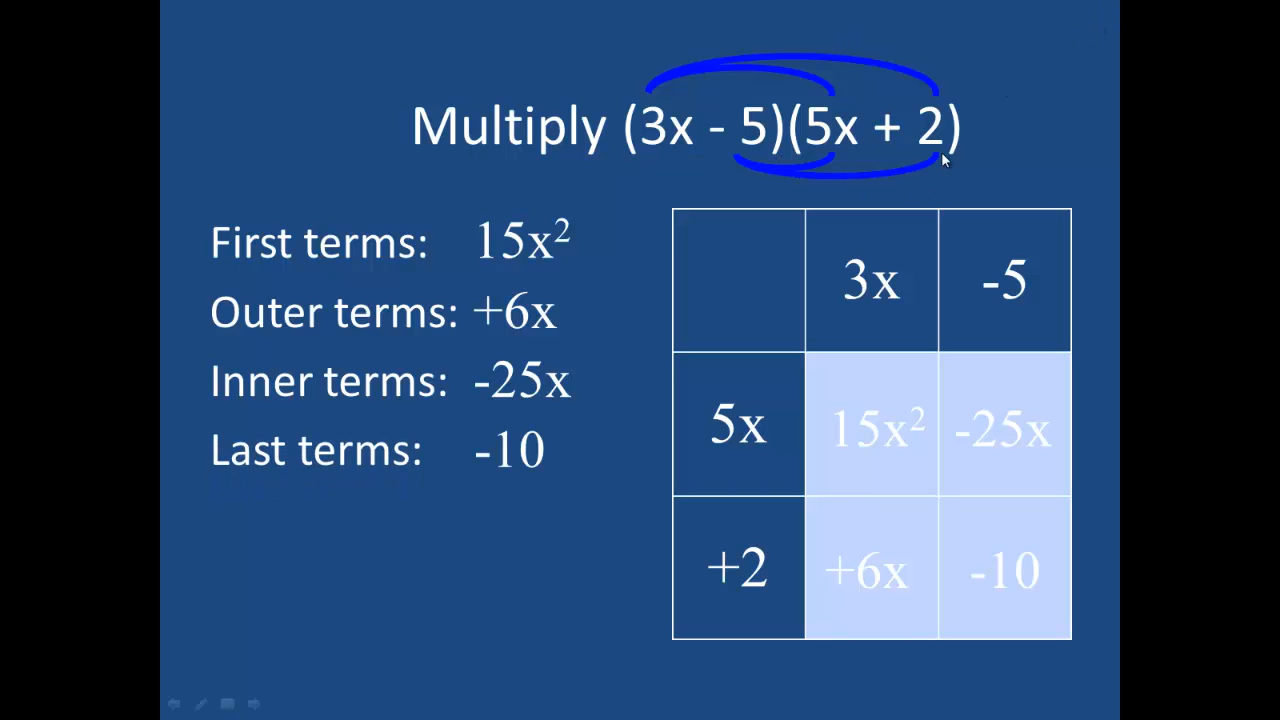 Multiply (3x - 5)(5x + 2)
First terms: 15x²
Outer terms: +6x
Inner terms: -25x
Last terms: -10
3x -5
5x 15x² -25x
+2 +6x -10